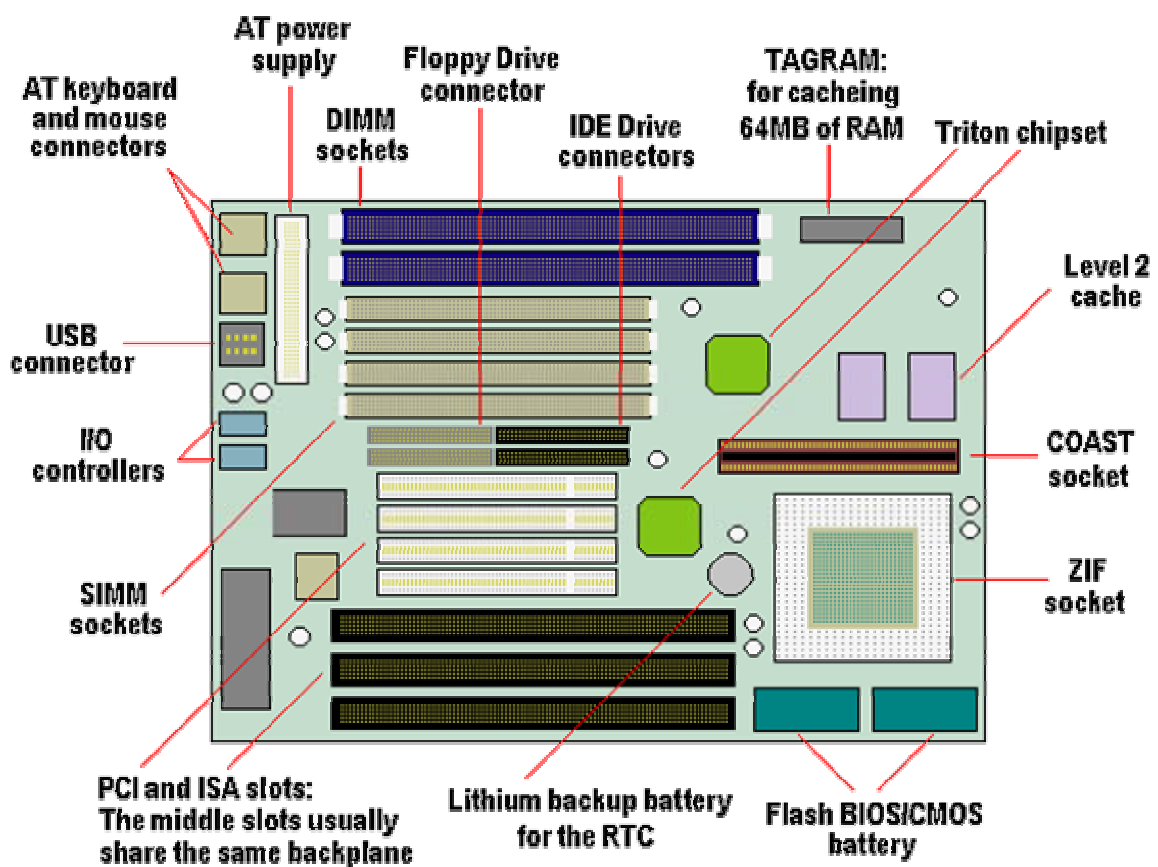 AT power
supply
Floppy Drive
connector
TAGRAM:
for cacheing
64MB of RAM
AT keyboard
and mouse
connectors
DIMM
sockets
IDE Drive
connectors
Triton chipset
Level 2
cache
USB
connector
I/O
controllers
COAST
socket
SIMM
sockets
ZIF
socket
PCI and ISA slots:
The middle slots usually
share the same backplane
Lithium backup battery
for the RTC
Flash BIOS/CMOS
battery